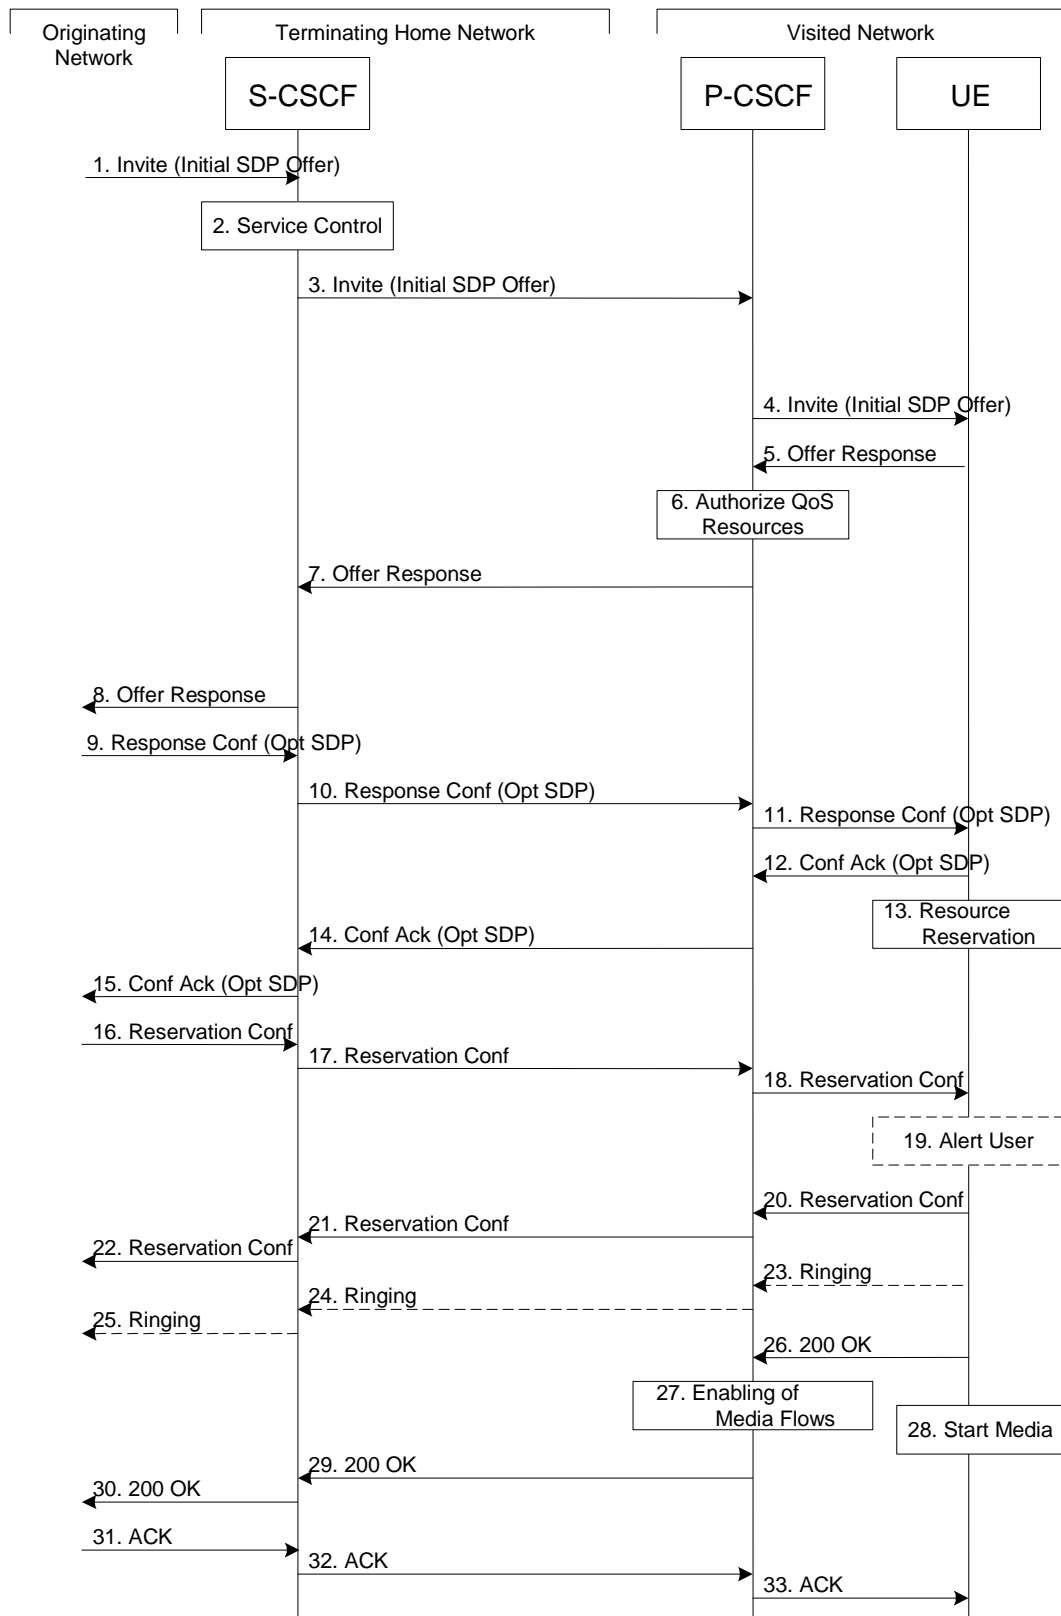 Originating
Network
Terminating Home Network
Visited Network
S-CSCF
P-CSCF
UE
1. Invite (Initial SDP Offer)
2. Service Control
3. Invite (Initial SDP Offer)
4. Invite (Initial SDP Offer)
5. Offer Response
6. Authorize QoS
Resources
7. Offer Response
8. Offer Response
9. Response Conf (Opt SDP)
10. Response Conf (Opt SDP)
11. Response Conf (Opt SDP)
12. Conf Ack (Opt SDP)
13. Resource
Reservation
14. Conf Ack (Opt SDP)
15. Conf Ack (Opt SDP)
16. Reservation Conf
17. Reservation Conf
18. Reservation Conf
19. Alert User
20. Reservation Conf
21. Reservation Conf
22. Reservation Conf
23. Ringing
24. Ringing
25. Ringing
26. 200 OK
27. Enabling of
Media Flows
28. Start Media
29. 200 OK
30. 200 OK
31. ACK
32. ACK
33. ACK